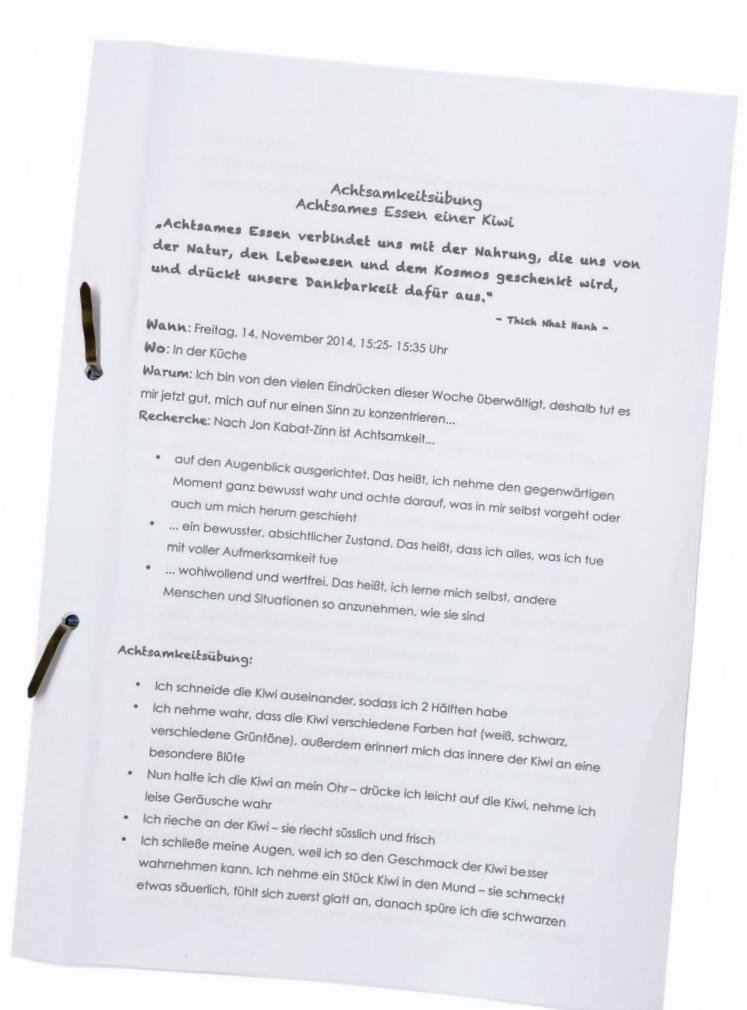 Achtsamkeitsübung
Achtsames Essen einer Kiwi
„Achtsames Essen verbindet uns mit der Nahrung, die uns von
der Natur, den Lebewesen und dem Kosmos geschenkt wird,
und drückt unsere Dankbarkeit dafür aus.“
- Thich Nhat Hanh -
Wann: Freitag, 14. November 2014, 15:25- 15:35 Uhr
Wo: In der Küche
Warum: Ich bin von den vielen Eindrücken dieser Woche überwältigt, deshalb tut es
mir jetzt gut, mich auf nur einen Sinn zu konzentrieren...
Recherche: Nach Jon Kabat-Zinn ist Achtsamkeit...
• auf den Augenblick ausgerichtet. Das heißt, ich nehme den gegenwärtigen
Moment ganz bewusst wahr und achte darauf, was in mir selbst vorgeht oder
auch um mich herum geschieht
• ... ein bewusster, absichtlicher Zustand. Das heißt, dass ich alles, was ich tue
mit voller Aufmerksamkeit tue
• ... wohlwollend und wertfrei. Das heißt, ich lerne mich selbst, andere
Menschen und Situationen so anzunehmen, wie sie sind
Achtsamkeitsübung:
• Ich schneide die Kiwi auseinander, sodass ich 2 Hälften habe
• Ich nehme wahr, dass die Kiwi verschiedene Farben hat (weiß, schwarz,
verschiedene Grüntöne), außerdem erinnert mich das innere der Kiwi an eine
besondere Blüte
• Nun halte ich die Kiwi an mein Ohr – drücke ich leicht auf die Kiwi, nehme ich
leise Geräusche wahr
• Ich rieche an der Kiwi – sie riecht süsslich und frisch
• Ich schließe meine Augen, weil ich so den Geschmack der Kiwi besser
wahrnehmen kann. Ich nehme ein Stück Kiwi in den Mund – sie schmeckt
etwas säuerlich, fühlt sich zuerst glatt an, danach spüre ich die schwarzen